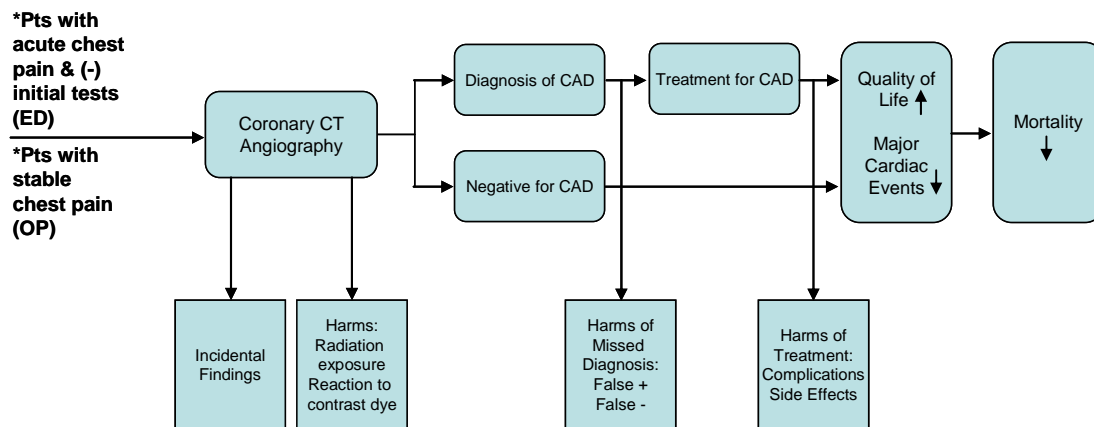 *Pts with
acute chest
pain & (-)
initial tests
(ED)
*Pts with
stable
chest pain
(OP)
Coronary CT
Angiography
Diagnosis of CAD
Treatment for CAD
Negative for CAD
Quality of
Life
Major
Cardiac
Events
Mortality
Incidental
Findings
Harms:
Radiation
exposure
Reaction to
contrast dye
Harms of
Missed
Diagnosis:
False +
False -
Harms of
Treatment:
Complications
Side Effects